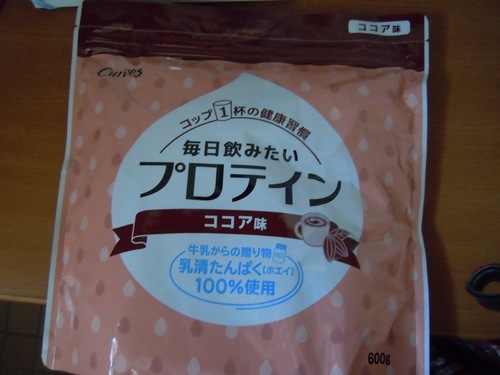 ココア味
Curves
コップ1杯の健康習慣
毎日飲みたい
プロテイン
ココア味
牛乳からの贈り物
乳清たんぱく(ホエイ)
100%使用
600g